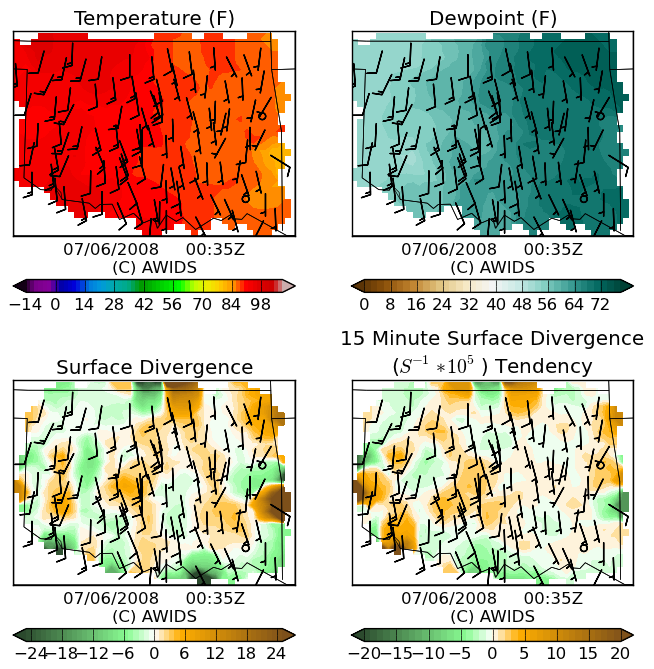 Temperature (F)
Dewpoint (F)
07/06/2008 00:35Z
(C) AWIDS
07/06/2008 00:35Z
(C) AWIDS
−14 0 14 28 42 56 70 84 98
0 8 16 24 32 40 48 56 64 72
15 Minute Surface Divergence
(S⁻¹ *10⁵ ) Tendency
Surface Divergence
07/06/2008 00:35Z
(C) AWIDS
07/06/2008 00:35Z
(C) AWIDS
−24 −18 −12 −6 0 6 12 18 24
−20 −15 −10 −5 0 5 10 15 20